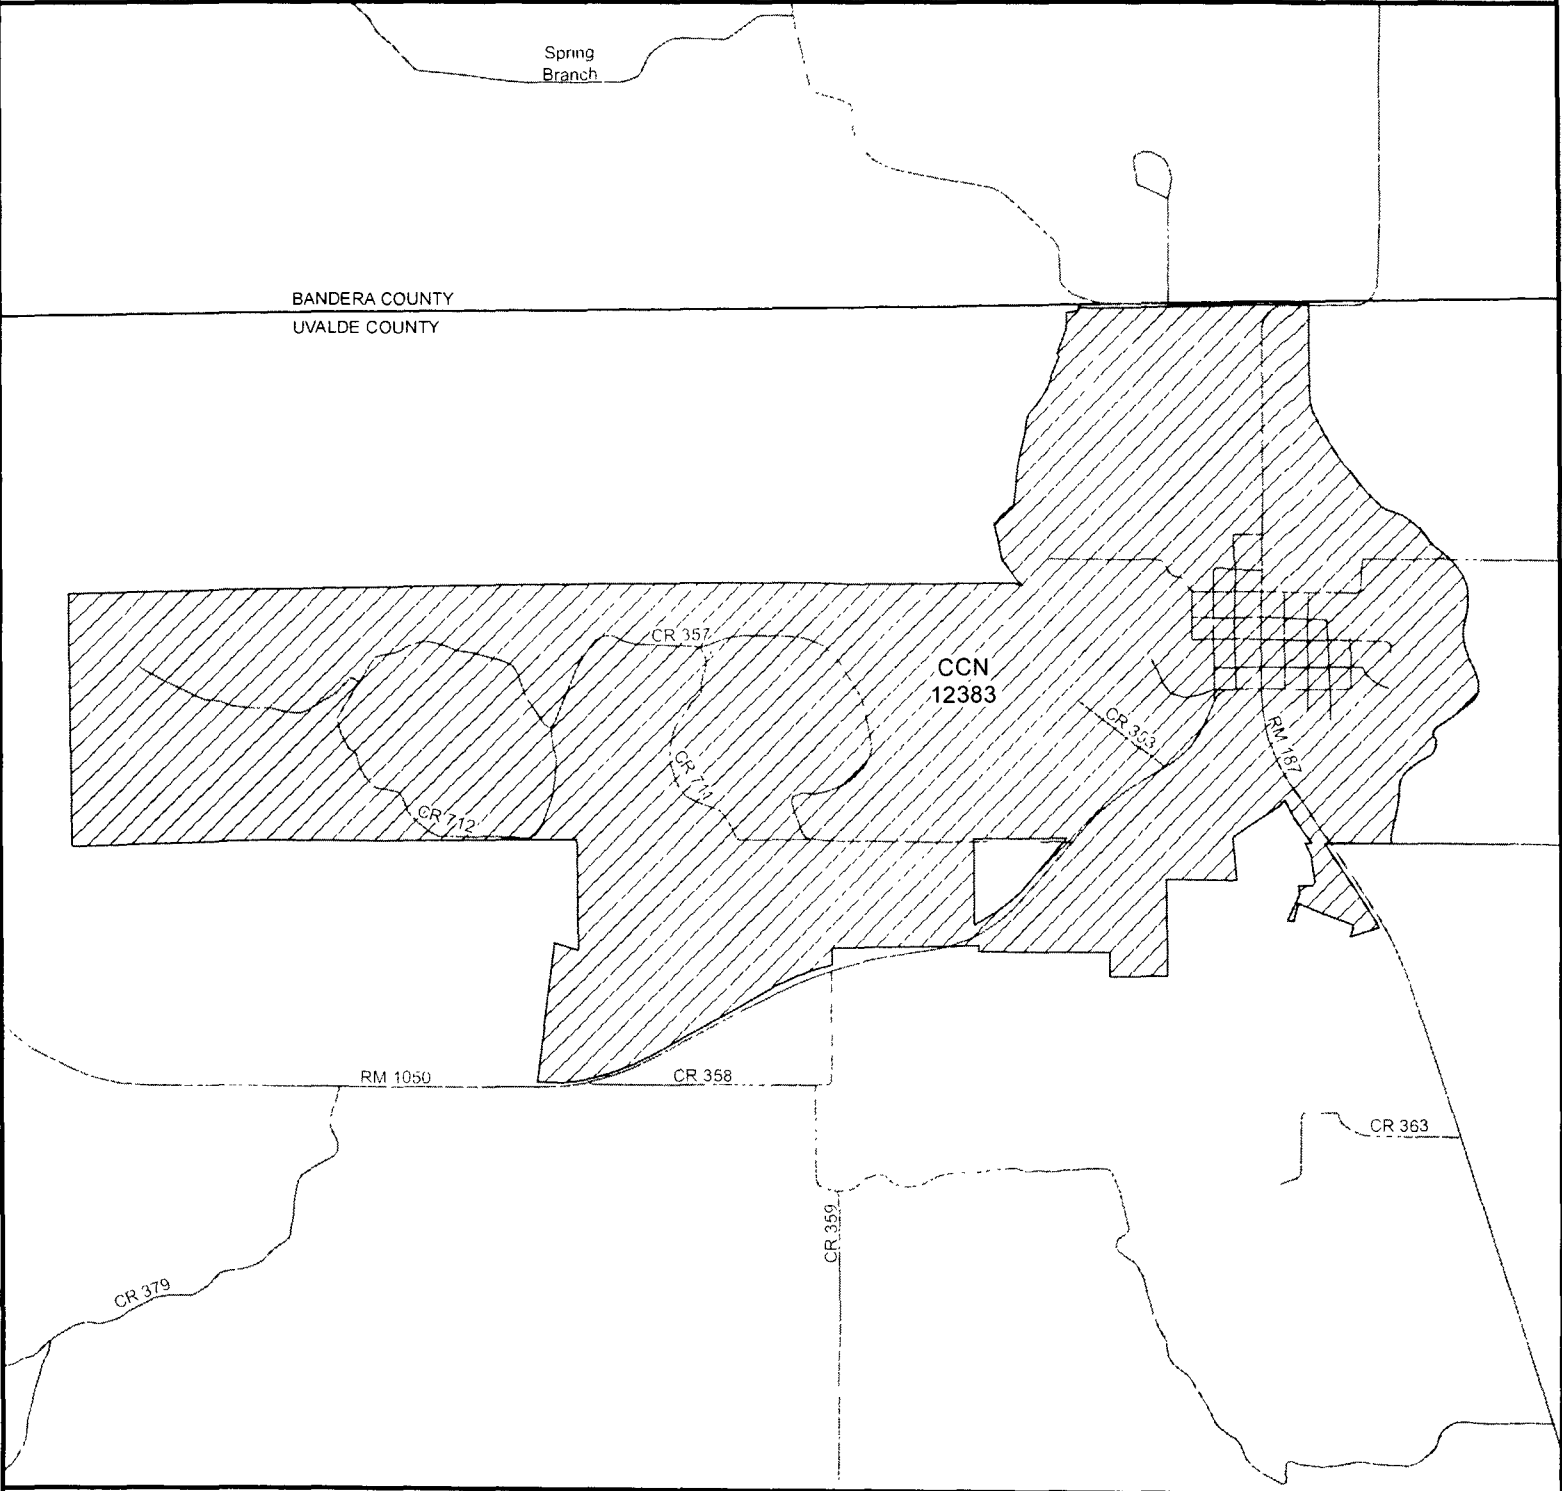 Spring
Branch
BANDERA COUNTY
UVALDE COUNTY
CR 357
CCN
12383
CR 353
RM 187
CR 711
CR 712
RM 1050
CR 358
CR 363
CR 359
CR 379